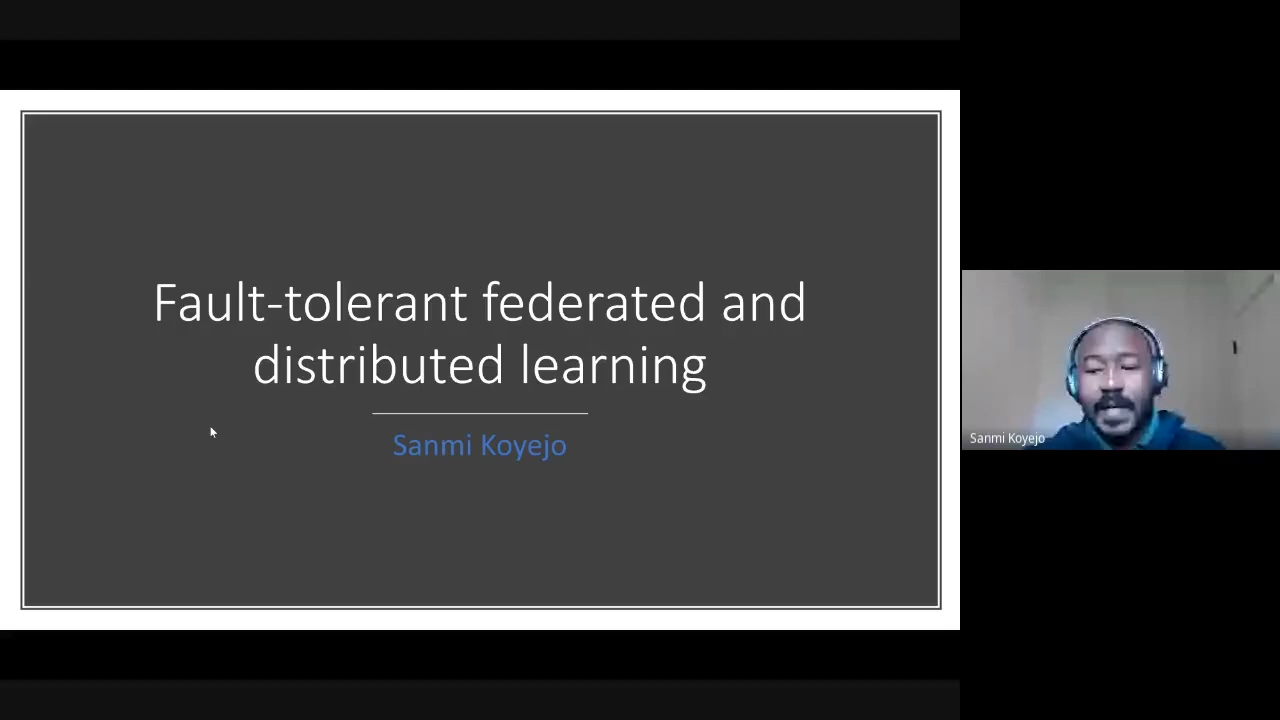 Fault-tolerant federated and
distributed learning
Sanmi Koyejo
Sanmi Koyejo